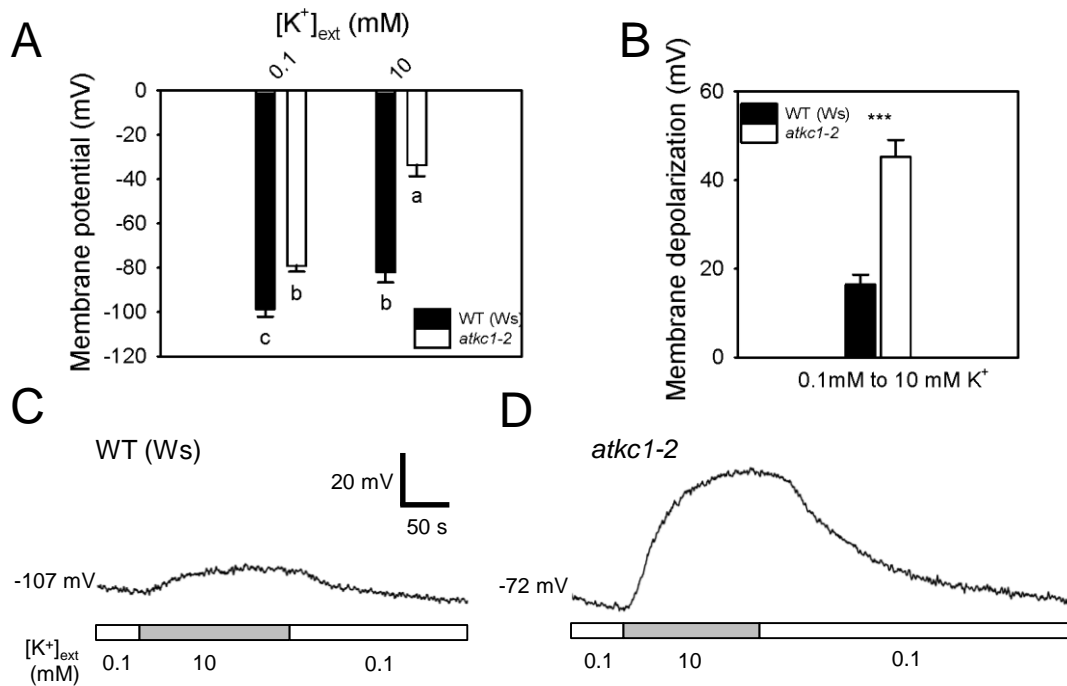 A
[K⁺]ext (mM)
0.1
10
Membrane potential (mV)
0
-20
-40
-60
-80
-100
-120
c
b
b
a
WT (Ws)
atkc1-2
B
Membrane depolarization (mV)
60
40
20
0
WT (Ws)
atkc1-2
***
0.1mM to 10 mM K⁺
C
WT (Ws)
20 mV
50 s
-107 mV
[K⁺]ext
(mM)
0.1
10
0.1
D
atkc1-2
-72 mV
0.1
10
0.1